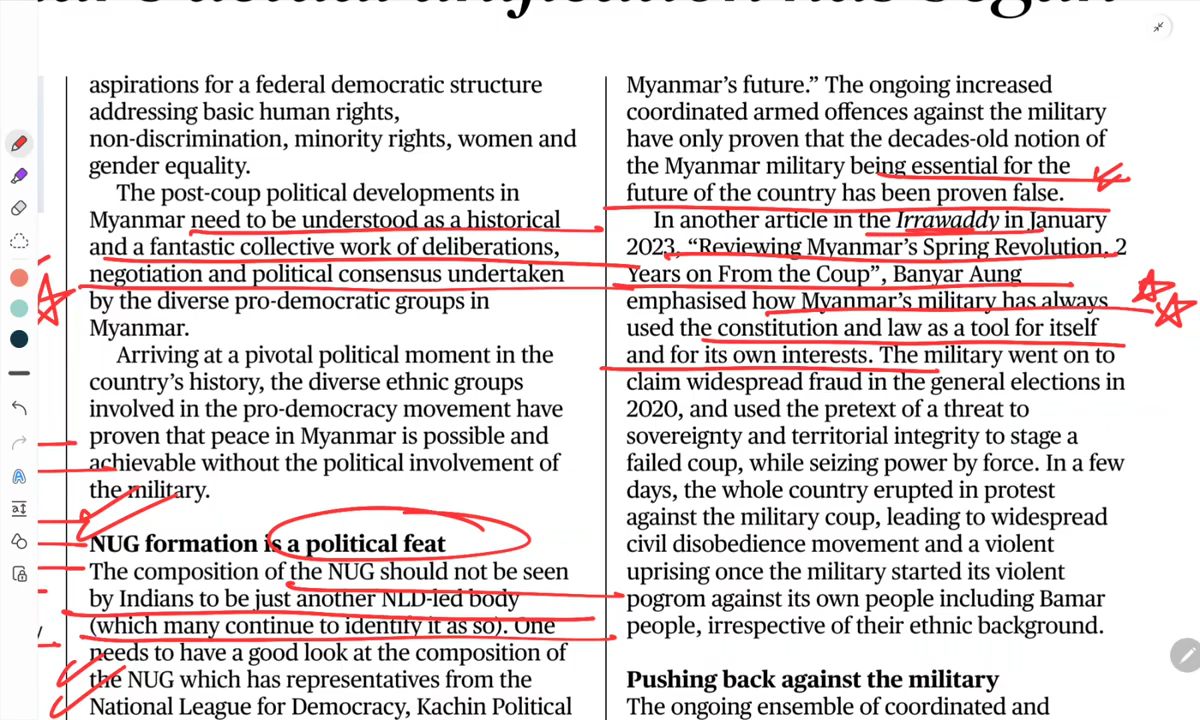 aspirations for a federal democratic structure
addressing basic human rights,
non-discrimination, minority rights, women and
gender equality.
The post-coup political developments in
Myanmar need to be understood as a historical
and a fantastic collective work of deliberations,
negotiation and political consensus undertaken
by the diverse pro-democratic groups in
Myanmar.
Arriving at a pivotal political moment in the
country's history, the diverse ethnic groups
involved in the pro-democracy movement have
proven that peace in Myanmar is possible and
achievable without the political involvement of
the military.
NUG formation is a political feat
The composition of the NUG should not be seen
by Indians to be just another NLD-led body
(which many continue to identify it as so). One
needs to have a good look at the composition of
the NUG which has representatives from the
National League for Democracy, Kachin Political
Myanmar's future.” The ongoing increased
coordinated armed offences against the military
have only proven that the decades-old notion of
the Myanmar military being essential for the
future of the country has been proven false.
In another article in the Irrawaddy in January
2023, “Reviewing Myanmar's Spring Revolution, 2
Years on From the Coup”, Banyar Aung
emphasised how Myanmar's military has always
used the constitution and law as a tool for itself
and for its own interests. The military went on to
claim widespread fraud in the general elections in
2020, and used the pretext of a threat to
sovereignty and territorial integrity to stage a
failed coup, while seizing power by force. In a few
days, the whole country erupted in protest
against the military coup, leading to widespread
civil disobedience movement and a violent
uprising once the military started its violent
pogrom against its own people including Bamar
people, irrespective of their ethnic background.
Pushing back against the military
The ongoing ensemble of coordinated and